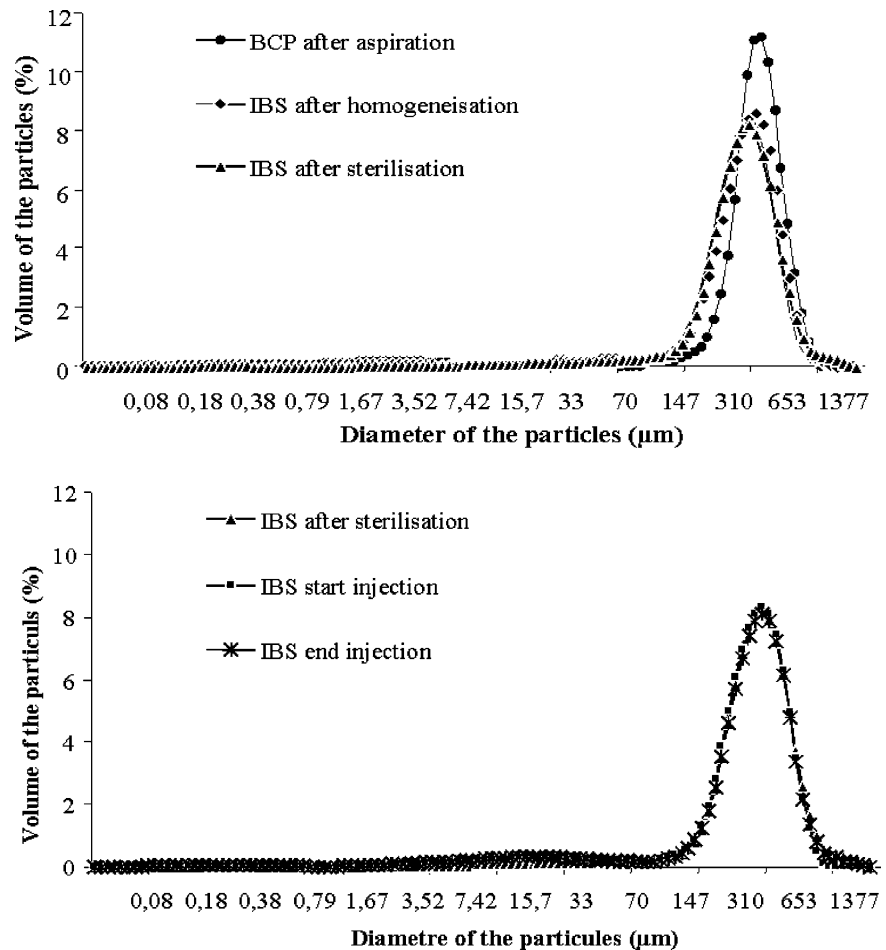 12
10
8
6
4
2
0
Volume of the particles (%)
BCP after aspiration
IBS after homogeneisation
IBS after sterilisation
0,08 0,18 0,38 0,79 1,67 3,52 7,42 15,7 33 70 147 310 653 1377
Diameter of the particles (µm)
12
10
8
6
4
2
0
Volume of the particuls (%)
IBS after sterilisation
IBS start injection
IBS end injection
0,08 0,18 0,38 0,79 1,67 3,52 7,42 15,7 33 70 147 310 653 1377
Diametre of the particules (µm)